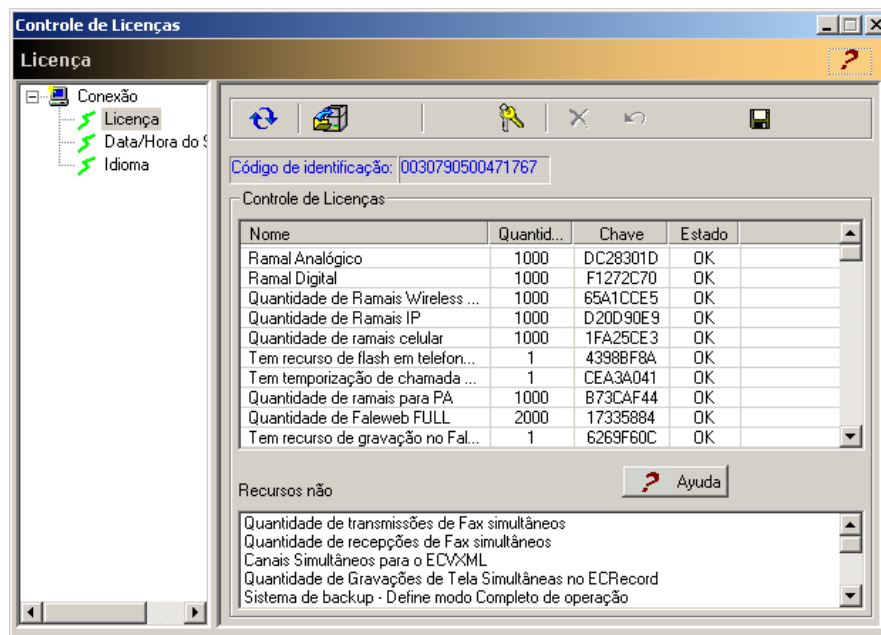 Controle de Licenças
Licença
Conexão
Licença
Data/Hora do S
Idioma
Código de identificação: 0030790500471767
Controle de Licenças
Nome Quantid... Chave Estado
Ramal Analógico 1000 DC28301D OK
Ramal Digital 1000 F1272C70 OK
Quantidade de Ramais Wireless ... 1000 65A1CCE5 OK
Quantidade de Ramais IP 1000 D20D90E9 OK
Quantidade de ramais celular 1000 1FA25CE3 OK
Tem recurso de flash em telefon... 1 4398BF8A OK
Tem temporização de chamada ... 1 CEA3A041 OK
Quantidade de ramais para PA 1000 B73CAF44 OK
Quantidade de Faleweb FULL 2000 17335884 OK
Tem recurso de gravação no Fal... 1 6269F60C OK
Recursos não
? Ayuda
Quantidade de transmissões de Fax simultâneos
Quantidade de recepções de Fax simultâneos
Canais Simultâneos para o ECVXML
Quantidade de Gravações de Tela Simultâneas no ECRecord
Sistema de backup - Define modo Completo de operação